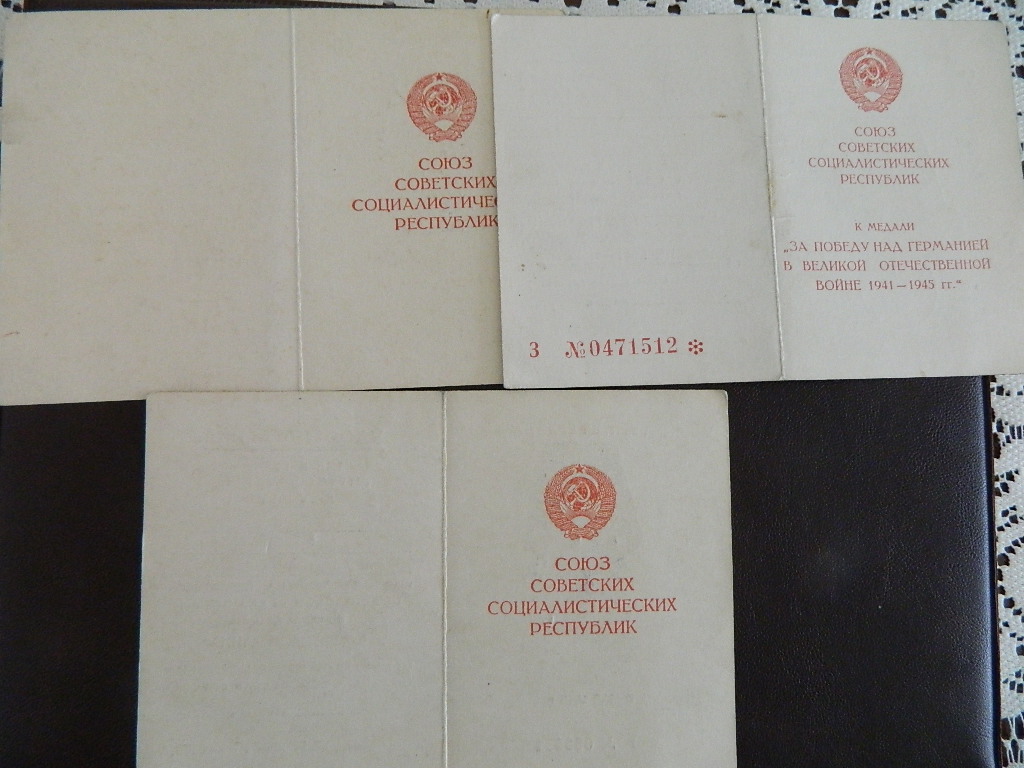 СОЮЗ
СОВЕТСКИХ
СОЦИАЛИСТИЧЕС
РЕСПУБЛИК
СОЮЗ
СОВЕТСКИХ
СОЦИАЛИСТИЧЕСКИХ
РЕСПУБЛИК
К МЕДАЛИ
„ЗА ПОБЕДУ НАД ГЕРМАНИЕЙ
В ВЕЛИКОЙ ОТЕЧЕСТВЕННОЙ
ВОЙНЕ 1941—1945 гг.“
З №0471512 ✻
СОЮЗ
СОВЕТСКИХ
СОЦИАЛИСТИЧЕСКИХ
РЕСПУБЛИК